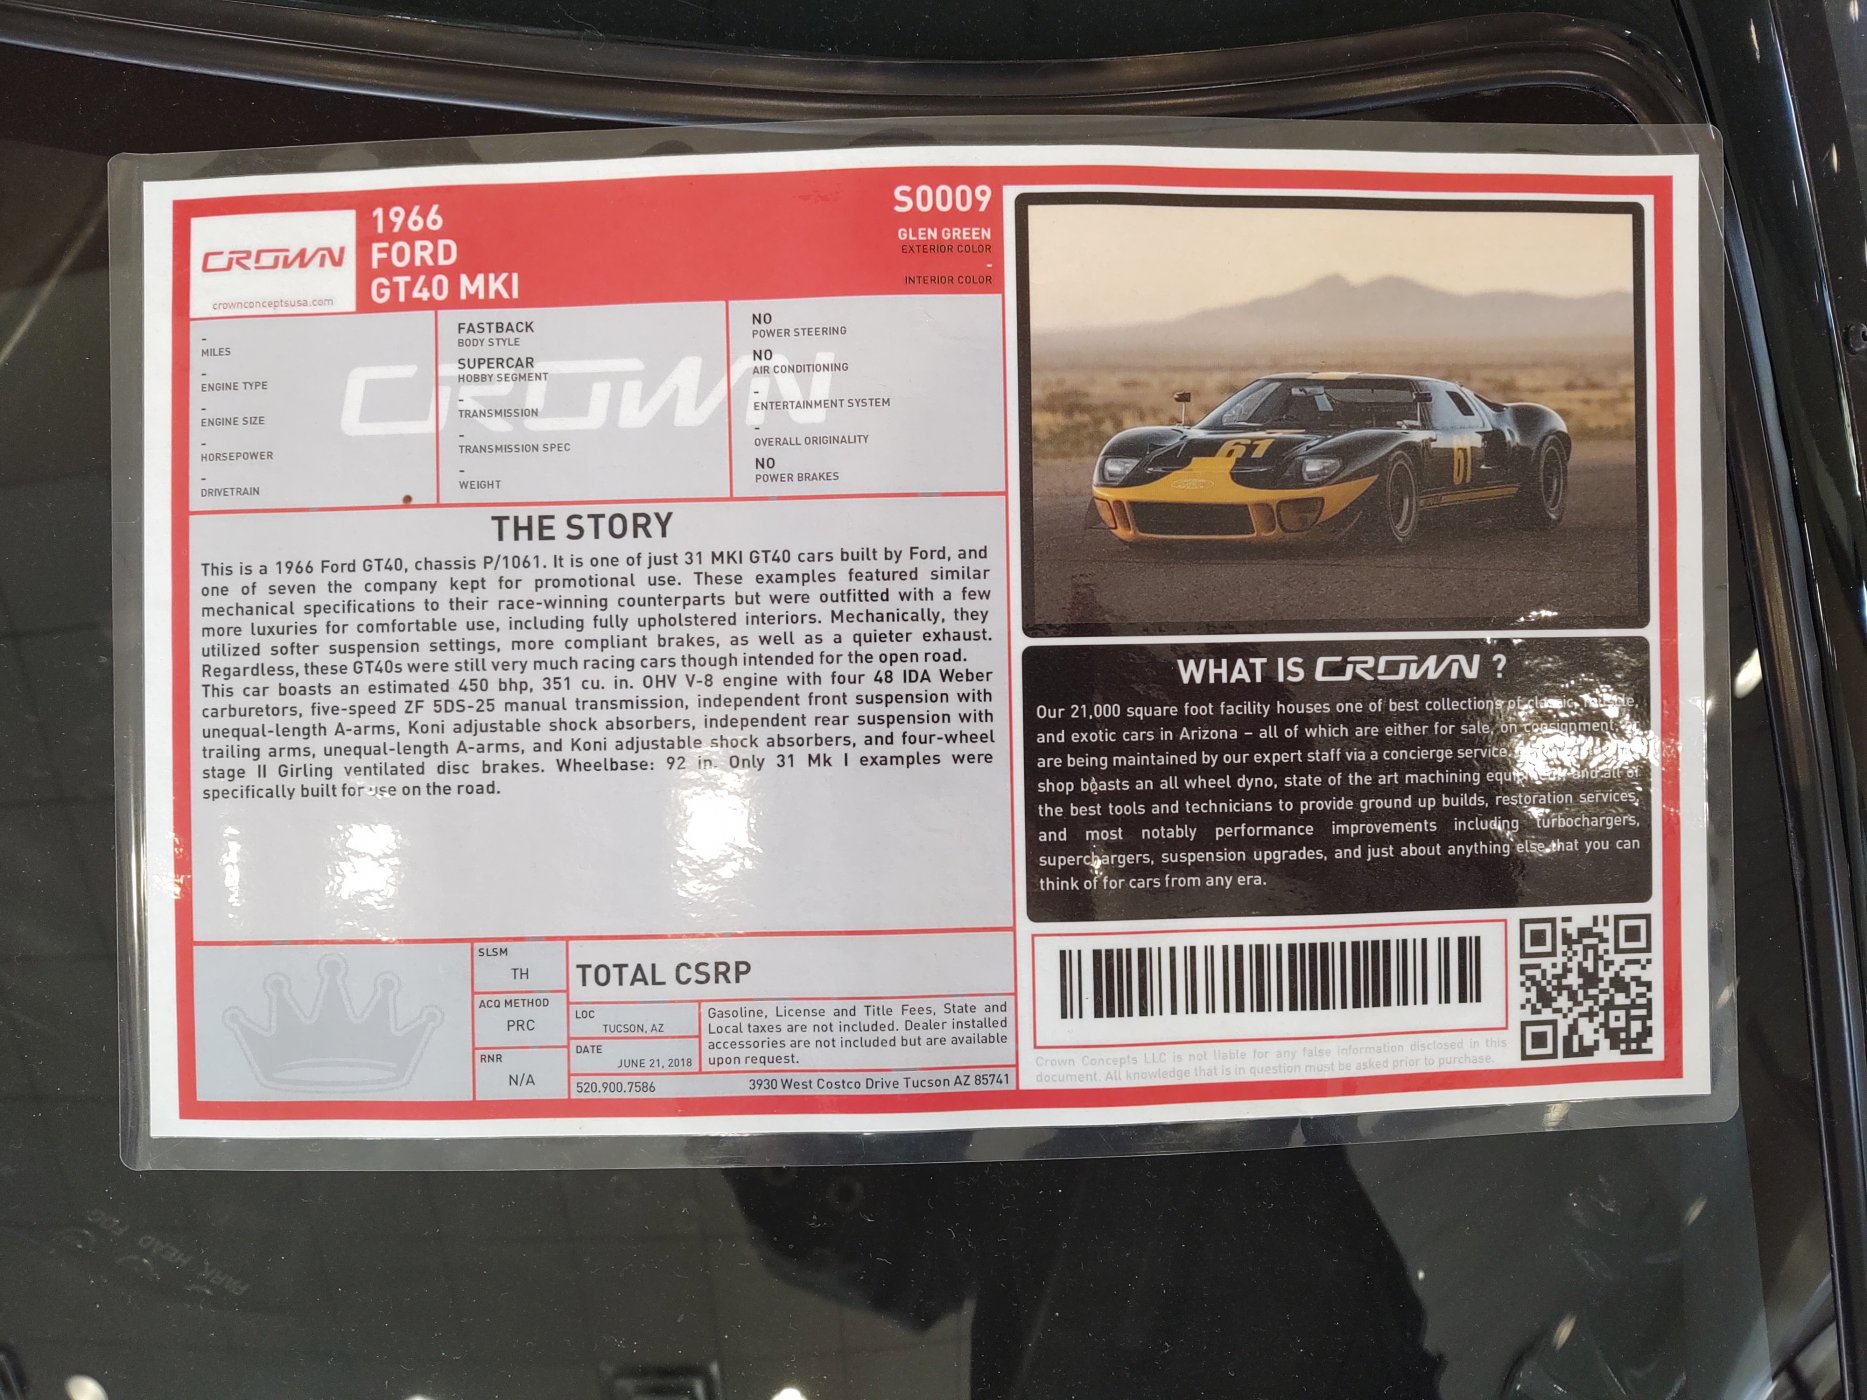 CROWN
crownconceptsusa.com
1966
FORD
GT40 MKI
S0009
GLEN GREEN
EXTERIOR COLOR
-
INTERIOR COLOR
-
MILES
-
ENGINE TYPE
-
ENGINE SIZE
-
HORSEPOWER
-
DRIVETRAIN
FASTBACK
BODY STYLE
SUPERCAR
HOBBY SEGMENT
-
TRANSMISSION
-
TRANSMISSION SPEC
-
WEIGHT
NO
POWER STEERING
NO
AIR CONDITIONING
-
ENTERTAINMENT SYSTEM
-
OVERALL ORIGINALITY
NO
POWER BRAKES
CROWN
THE STORY
This is a 1966 Ford GT40, chassis P/1061. It is one of just 31 MKI GT40 cars built by Ford, and
one of seven the company kept for promotional use. These examples featured similar
mechanical specifications to their race-winning counterparts but were outfitted with a few
more luxuries for comfortable use, including fully upholstered interiors. Mechanically, they
utilized softer suspension settings, more compliant brakes, as well as a quieter exhaust.
Regardless, these GT40s were still very much racing cars though intended for the open road.
This car boasts an estimated 450 bhp, 351 cu. in. OHV V-8 engine with four 48 IDA Weber
carburetors, five-speed ZF 5DS-25 manual transmission, independent front suspension with
unequal-length A-arms, Koni adjustable shock absorbers, independent rear suspension with
trailing arms, unequal-length A-arms, and Koni adjustable shock absorbers, and four-wheel
stage II Girling ventilated disc brakes. Wheelbase: 92 in. Only 31 Mk I examples were
specifically built for use on the road.
SLSM
TH
ACQ METHOD
PRC
RNR
N/A
TOTAL CSRP
LOC
TUCSON, AZ
DATE
JUNE 21, 2018
Gasoline, License and Title Fees, State and
Local taxes are not included. Dealer installed
accessories are not included but are available
upon request.
520.900.7586
3930 West Costco Drive Tucson AZ 85741
61
61
WHAT IS CROWN ?
Our 21,000 square foot facility houses one of best collections of classic, muscle,
and exotic cars in Arizona – all of which are either for sale, on consignment,
are being maintained by our expert staff via a concierge service.
shop boasts an all wheel dyno, state of the art machining equipment, and all of
the best tools and technicians to provide ground up builds, restoration services,
and most notably performance improvements including turbochargers,
superchargers, suspension upgrades, and just about anything else that you can
think of for cars from any era.
Crown Concepts LLC is not liable for any false information disclosed in this
document. All knowledge that is in question must be asked prior to purchase.
PARK, HEAD FOG